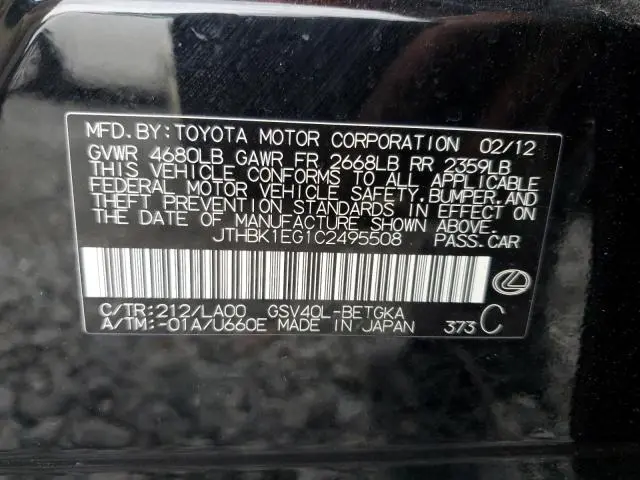 MFD. BY: TOYOTA MOTOR CORPORATION 02/12
GVWR 4680LB GAWR FR 2668LB RR 2359LB
THIS VEHICLE CONFORMS TO ALL APPLICABLE
FEDERAL MOTOR VEHICLE SAFETY, BUMPER, AND
THEFT PREVENTION STANDARDS IN EFFECT ON
THE DATE OF MANUFACTURE SHOWN ABOVE.
JTHBK1EG1C2495508 PASS. CAR
C/TR: 212/LA00 GSV40L-BETGKA
A/TM: -01A/U660E MADE IN JAPAN 373 C